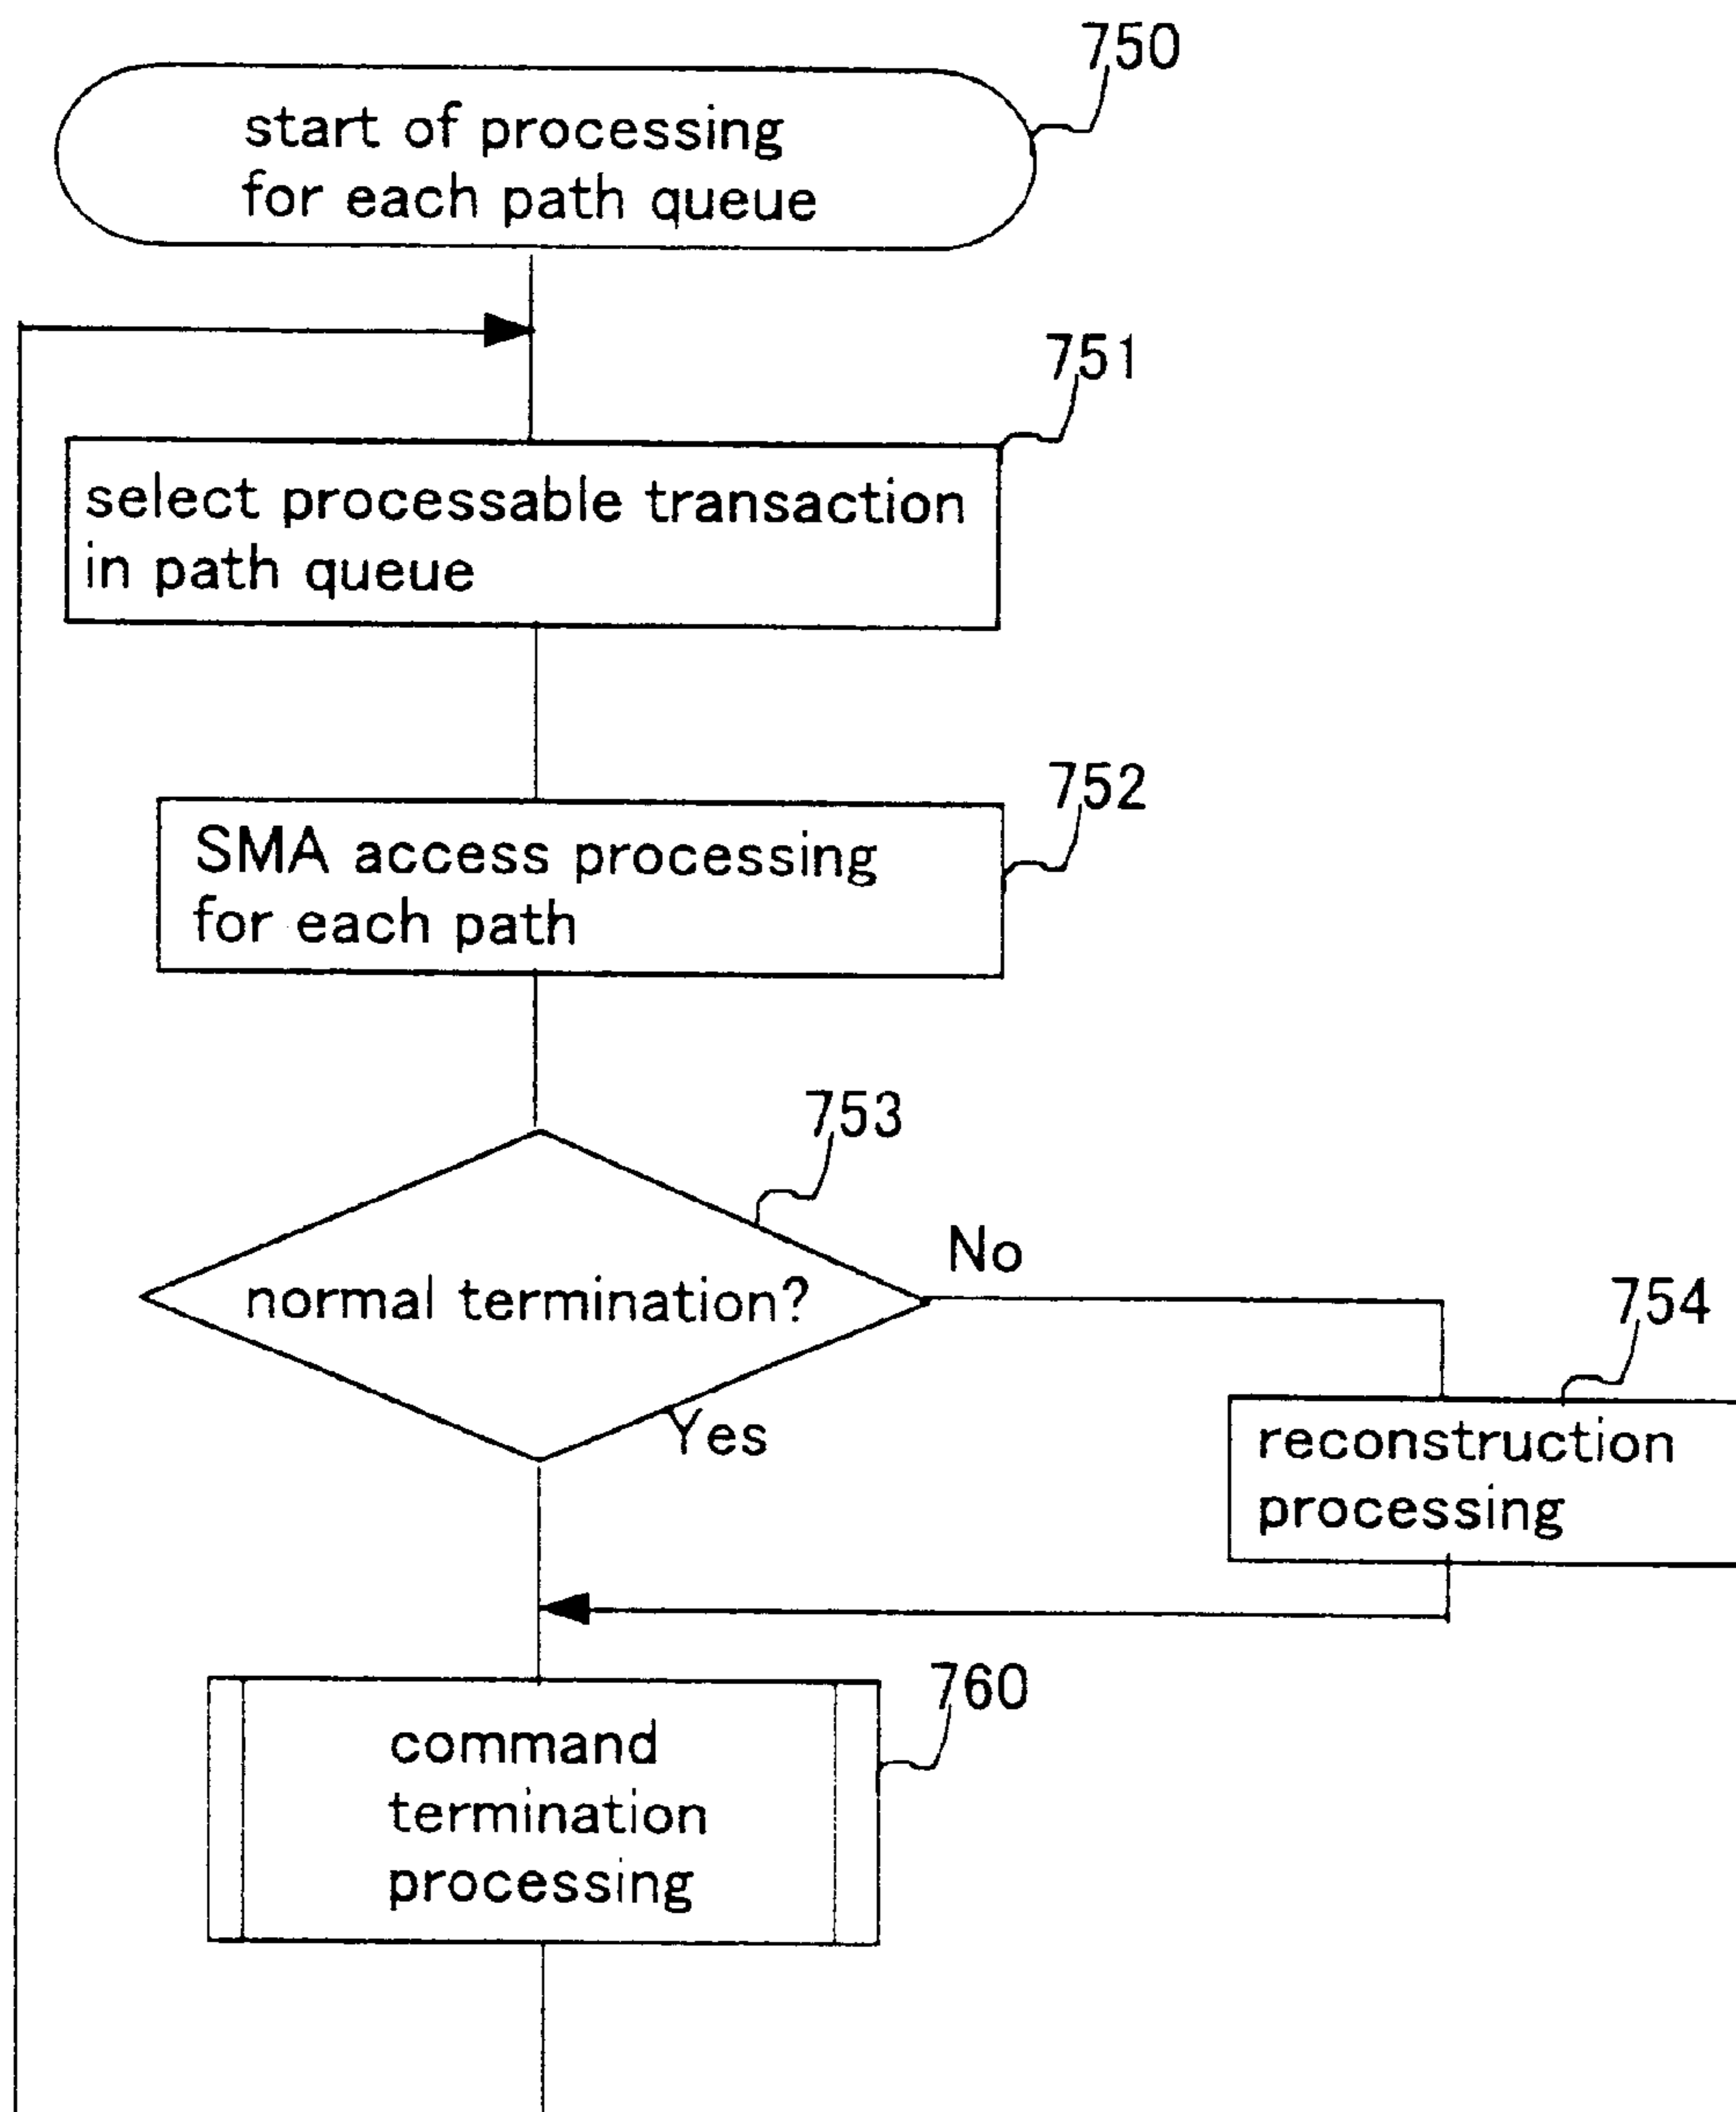 750
start of processing
for each path queue
751
select processable transaction
in path queue
752
SMA access processing
for each path
753
normal termination?
No
Yes
754
reconstruction
processing
760
command
termination
processing